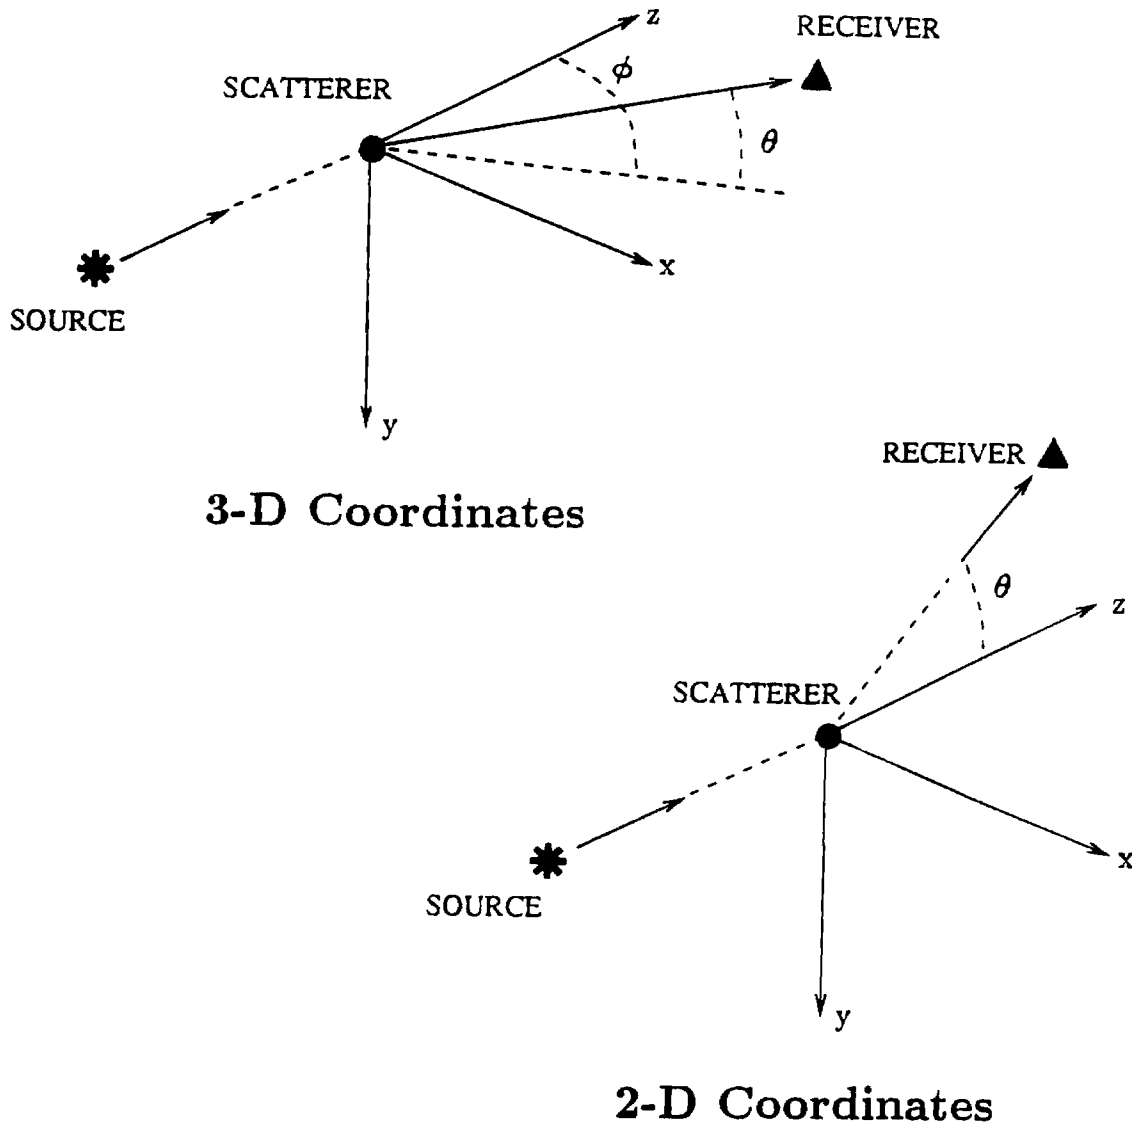 z
RECEIVER
ϕ
SCATTERER
θ
x
SOURCE
y
3-D Coordinates
RECEIVER
θ
z
SCATTERER
x
SOURCE
y
2-D Coordinates